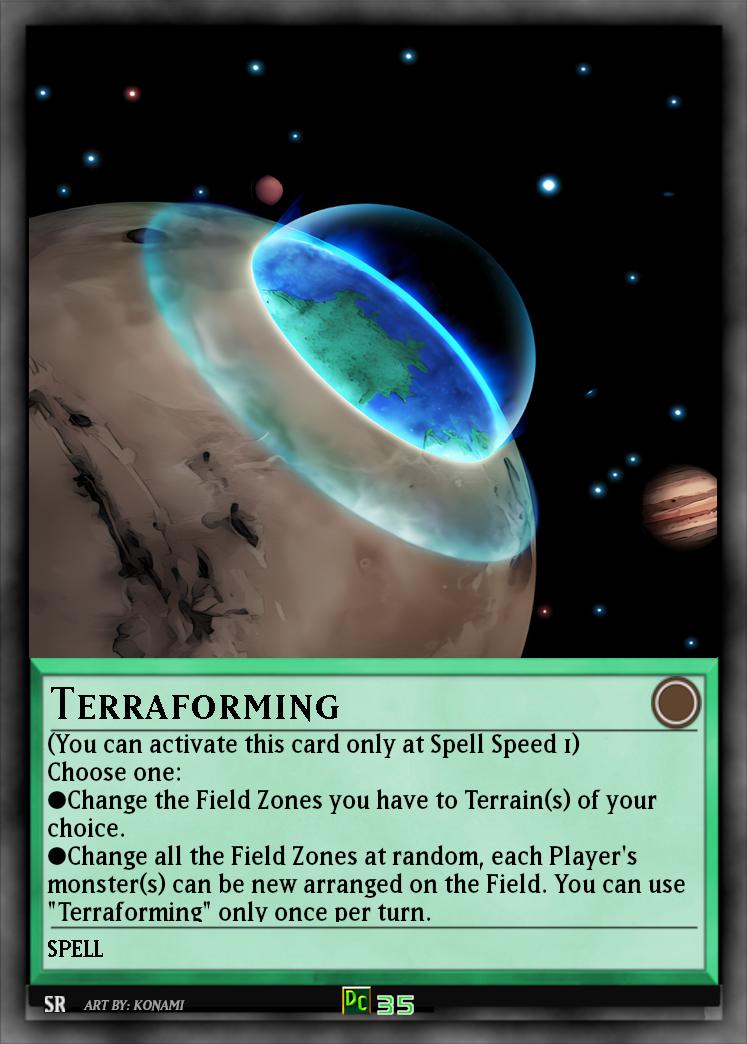 Terraforming
(You can activate this card only at Spell Speed 1)
Choose one:
●Change the Field Zones you have to Terrain(s) of your
choice.
●Change all the Field Zones at random, each Player's
monster(s) can be new arranged on the Field. You can use
"Terraforming" only once per turn.
SPELL
SR ART BY: KONAMI DC 35